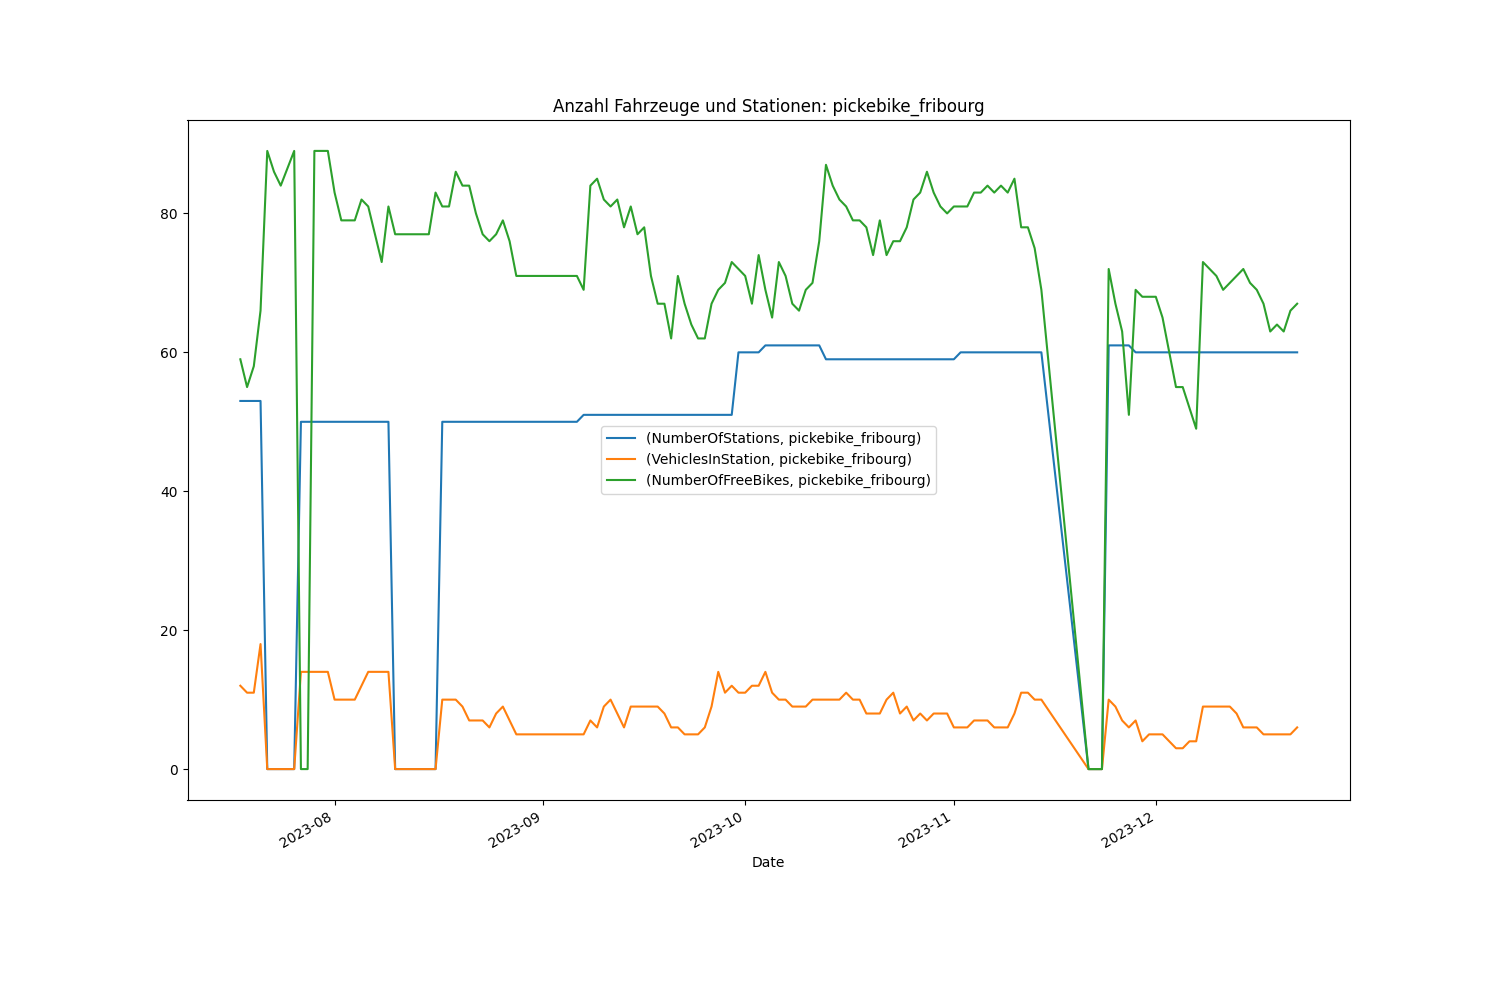 Anzahl Fahrzeuge und Stationen: pickebike_fribourg
80
60
40
20
0
(NumberOfStations, pickebike_fribourg)
(VehiclesInStation, pickebike_fribourg)
(NumberOfFreeBikes, pickebike_fribourg)
2023-08
2023-09
2023-10
2023-11
2023-12
Date